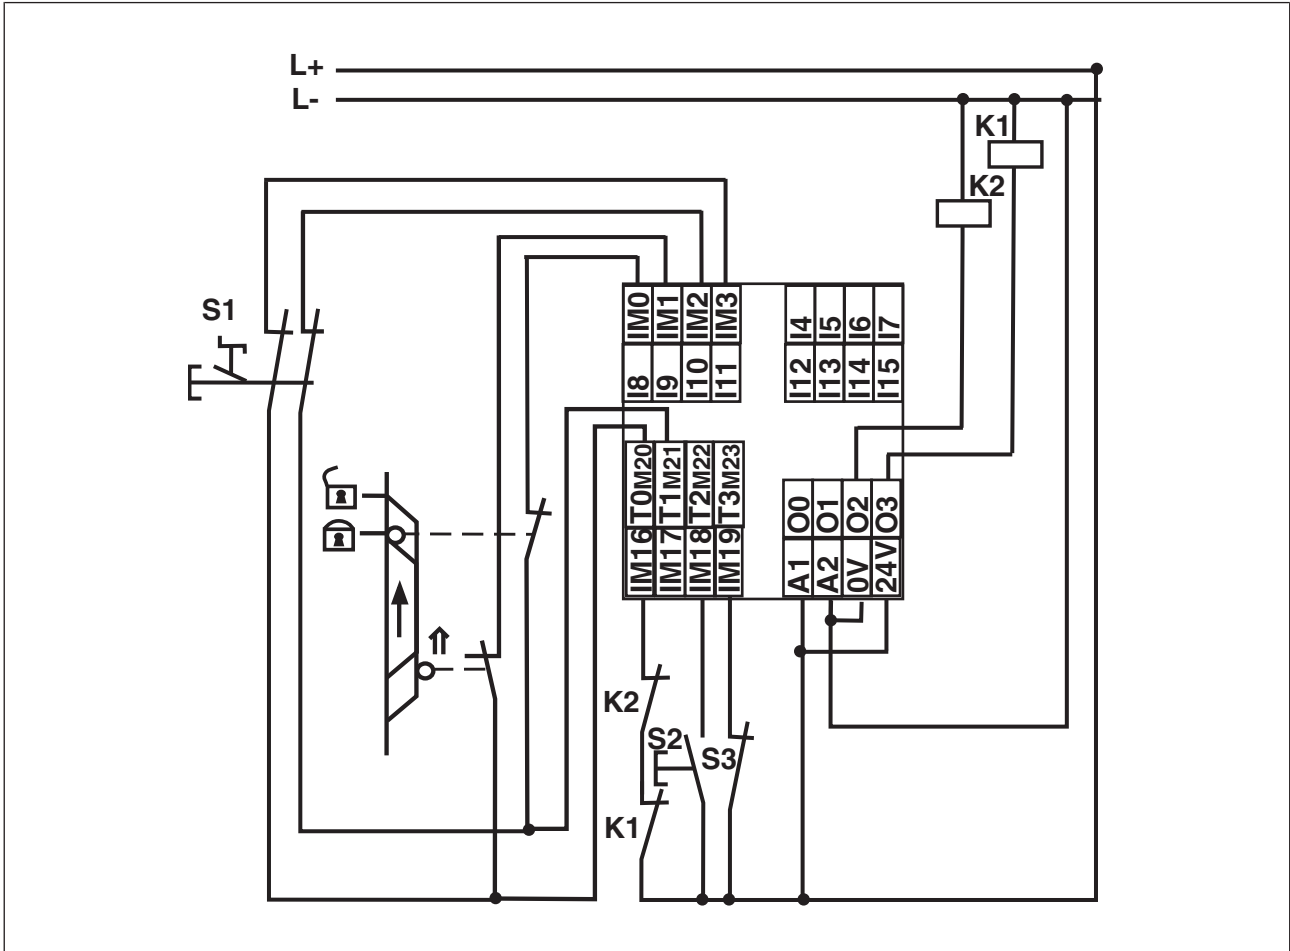 L+
L-
K1
K2
S1
IM0 IM1 IM2 IM3
I4 I5 I6 I7
I8 I9 I10 I11
I12 I13 I14 I15
T0M20 T1M21 T2M22 T3M23
IM16 IM17 IM18 IM19
O0 O1 O2 O3
A1 A2 0V 24V
K2
S2
S3
K1